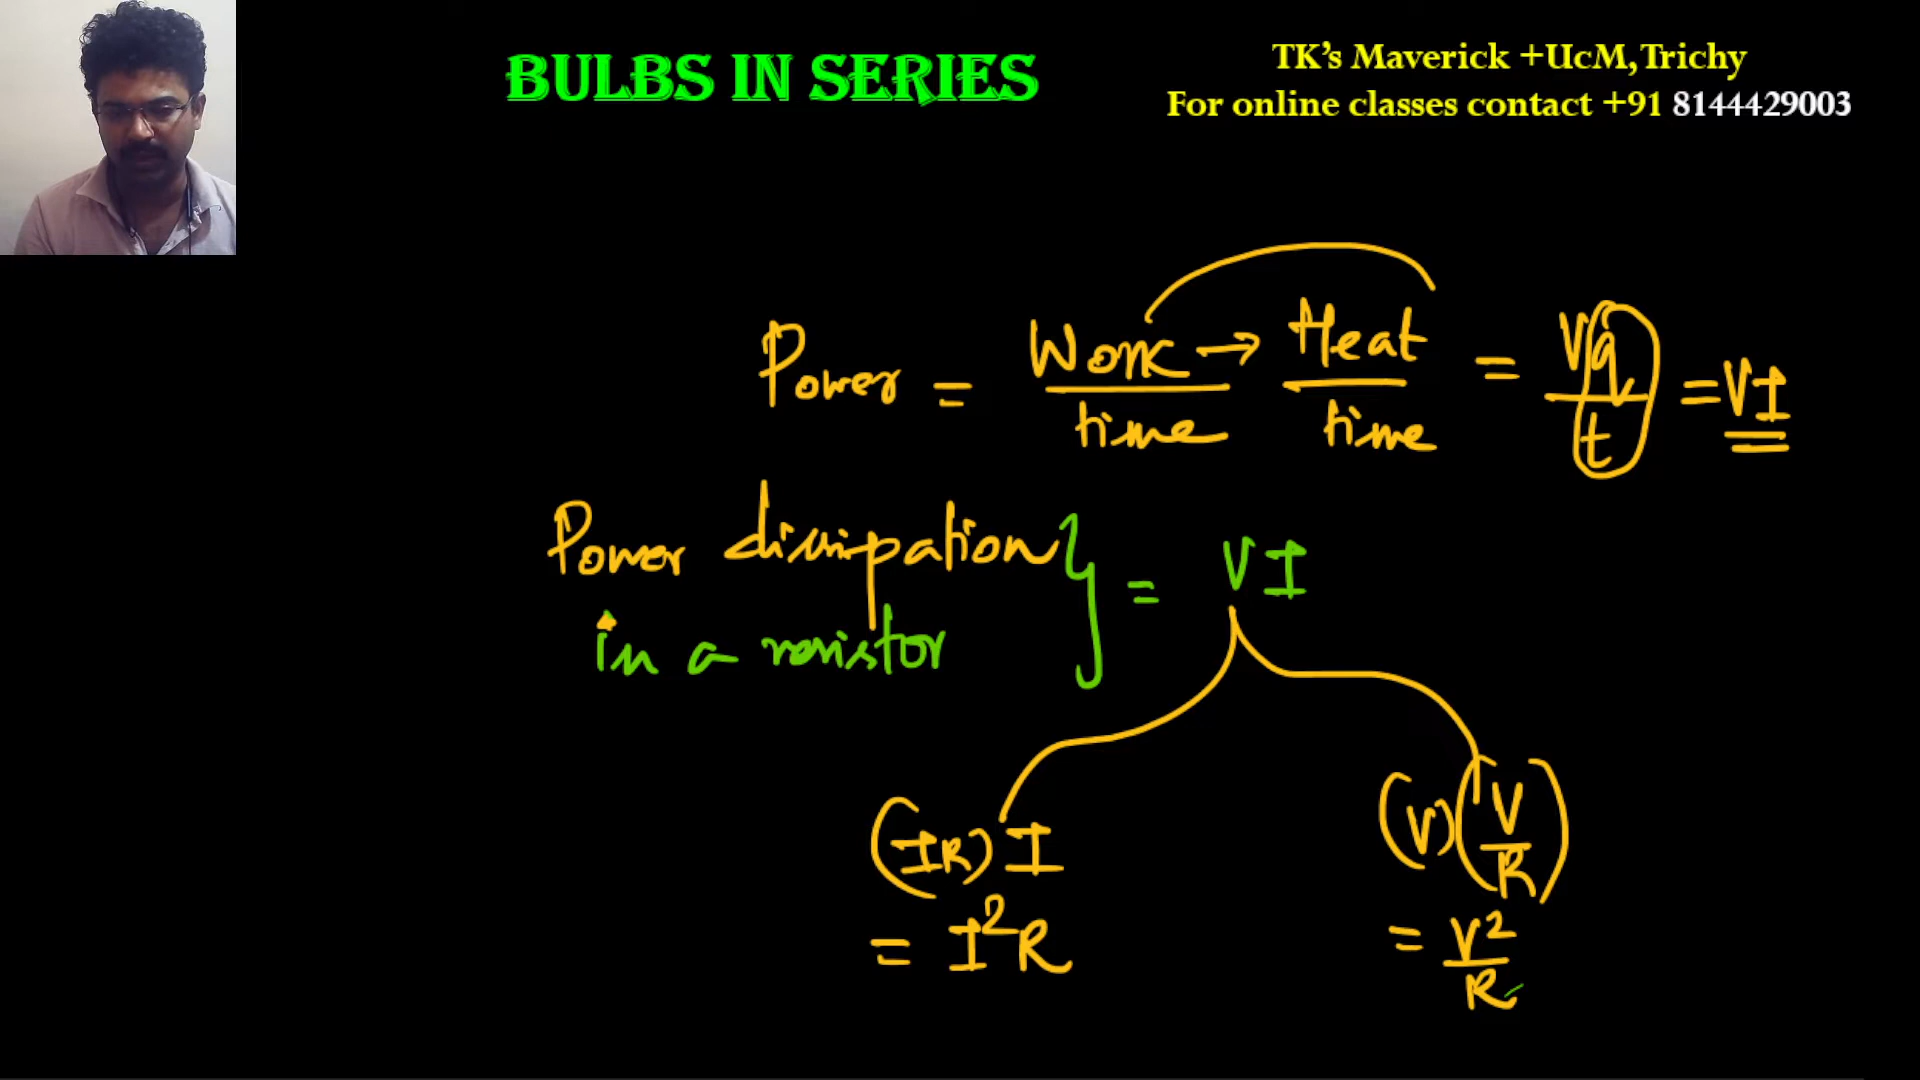 BULBS IN SERIES
TK's Maverick +UcM,Trichy
For online classes contact +91 8144429003
Power = Work/time → Heat/time = Vq/t = VI
Power dissipation
in a resistor } = VI
(IR) I
= I²R
(V)(V/R)
= V²/R